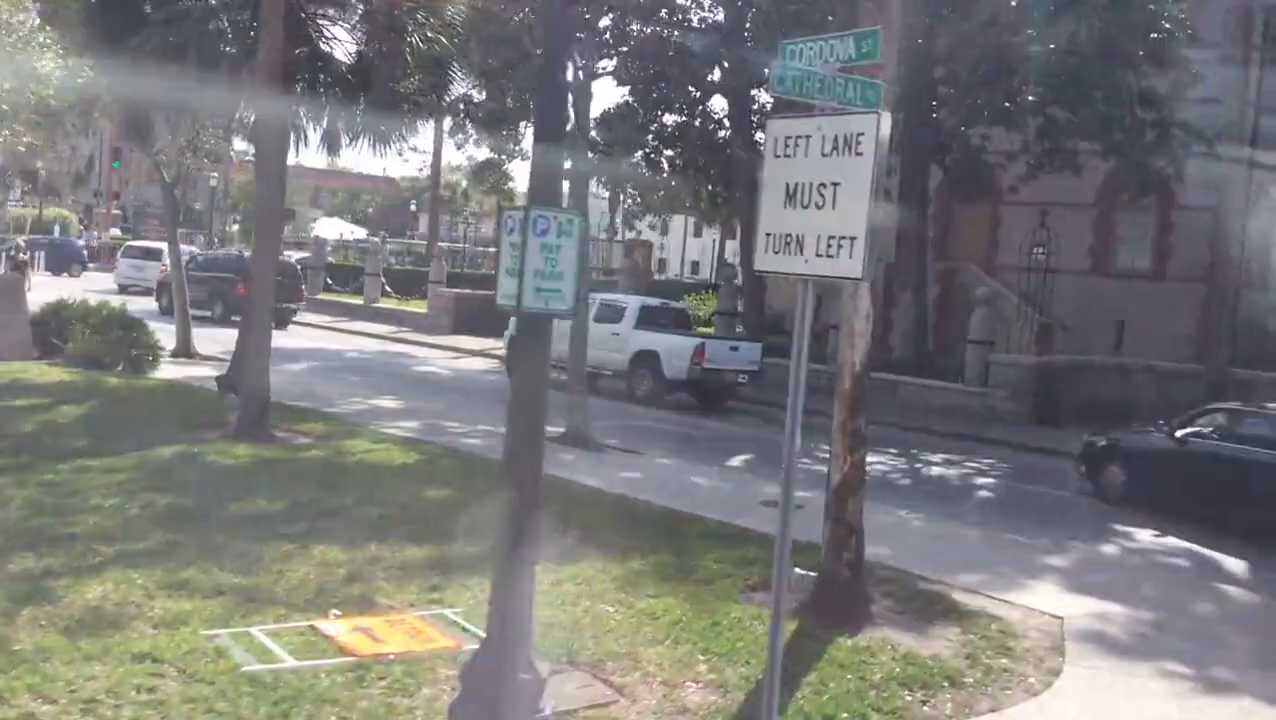 CORDOVA ST
CATHEDRAL
LEFT LANE
MUST
TURN LEFT
P
PAY
TO
PARK
P